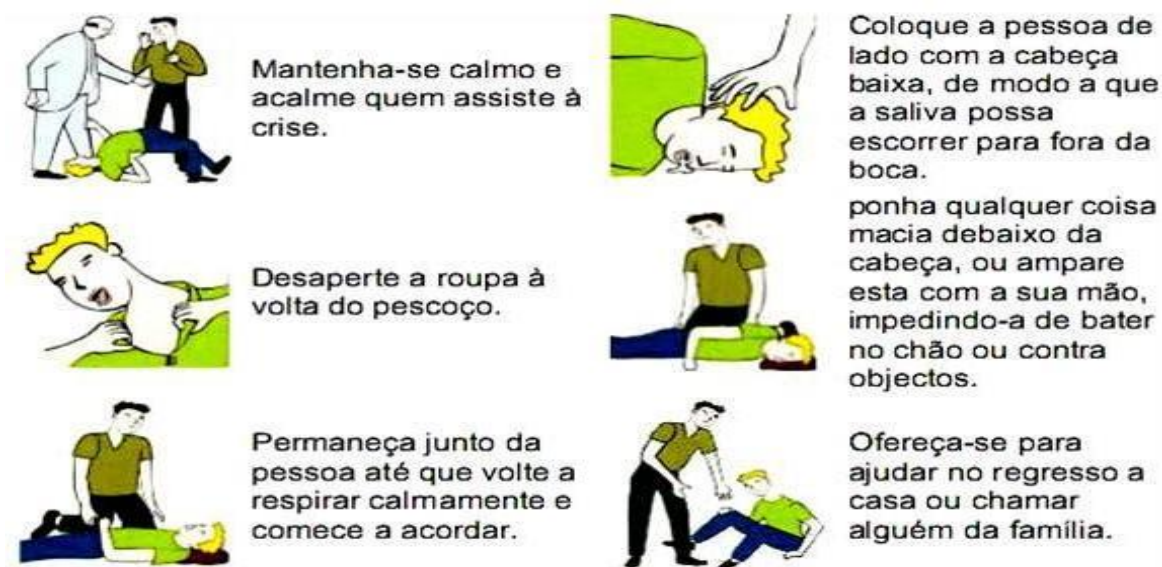 Mantenha-se calmo e
acalme quem assiste à
crise.
Coloque a pessoa de
lado com a cabeça
baixa, de modo a que
a saliva possa
escorrer para fora da
boca.
Desaperte a roupa à
volta do pescoço.
ponha qualquer coisa
macia debaixo da
cabeça, ou ampare
esta com a sua mão,
impedindo-a de bater
no chão ou contra
objectos.
Permaneça junto da
pessoa até que volte a
respirar calmamente e
comece a acordar.
Ofereça-se para
ajudar no regresso a
casa ou chamar
alguém da família.